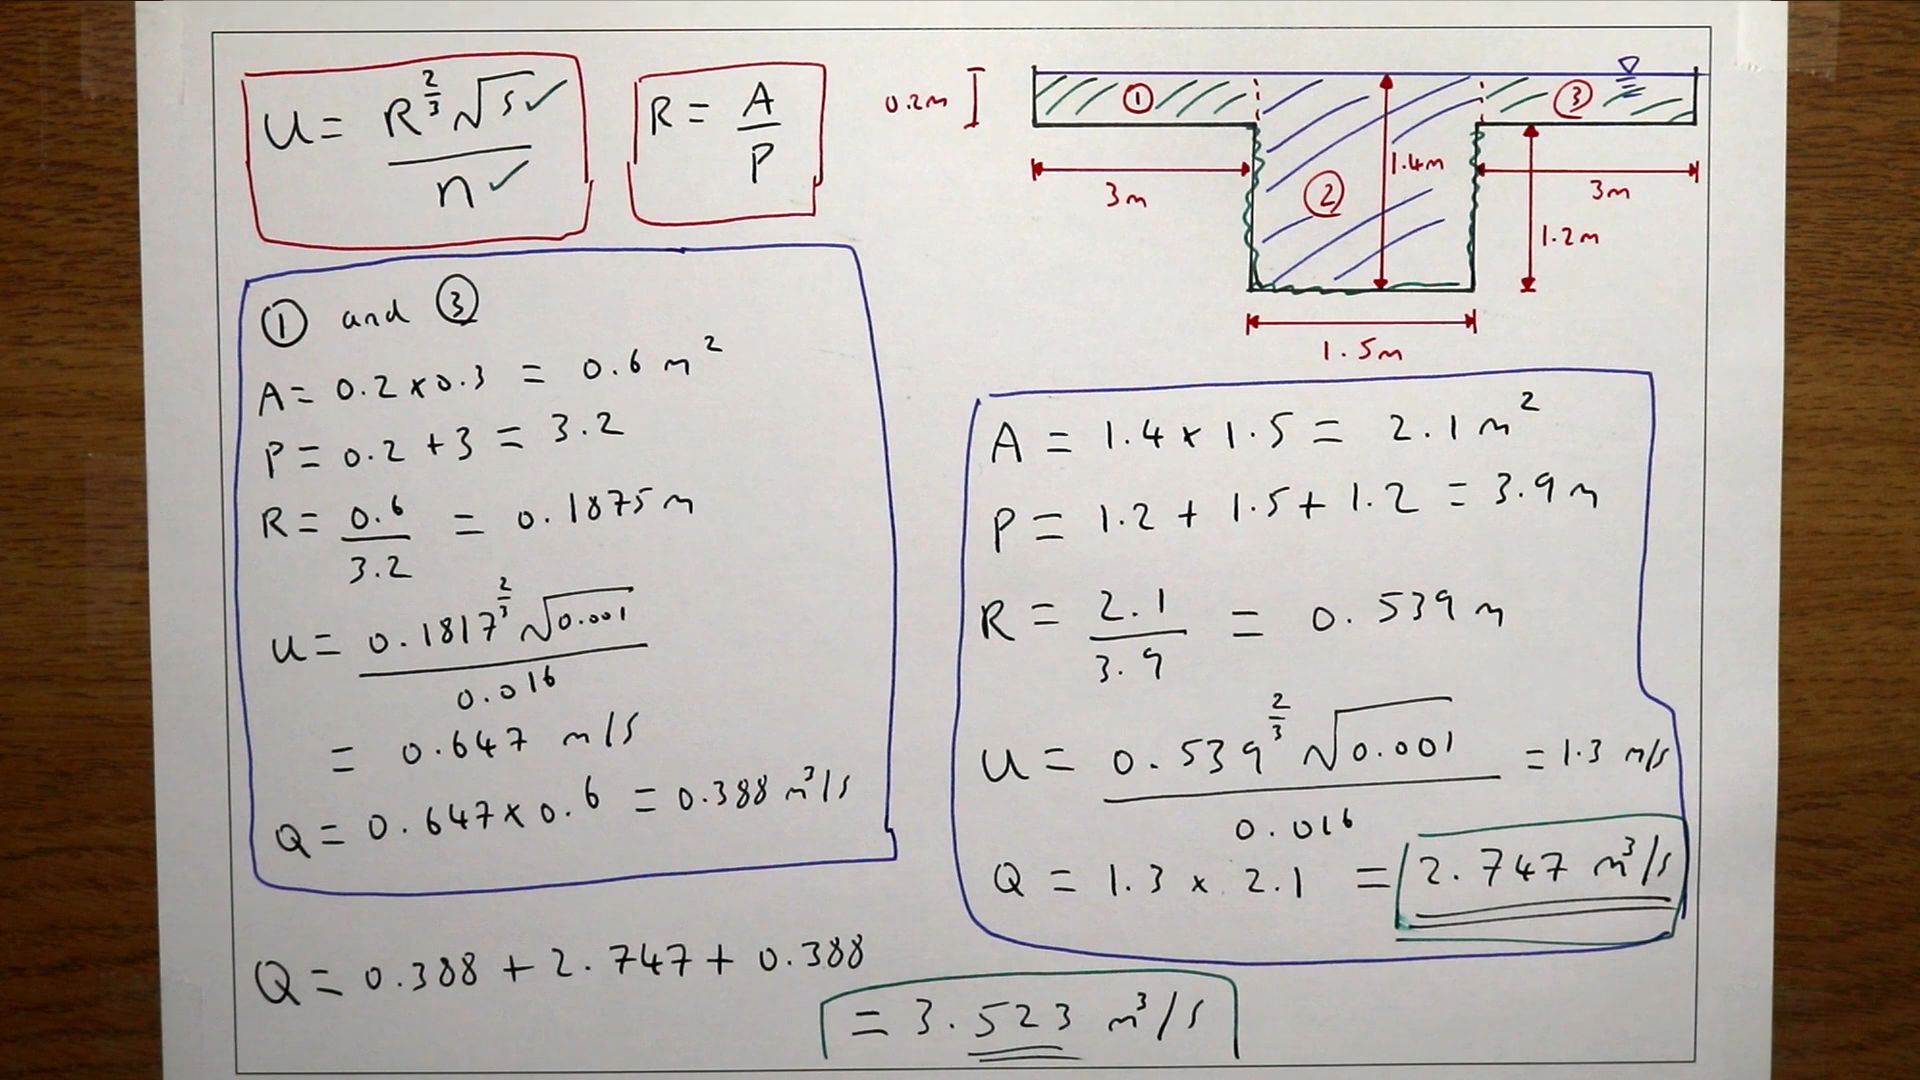 U = R^(2/3) √s ✓ / n ✓
R = A / P
0.2m
①
②
③
3m
1.4m
3m
1.2m
1.5m
① and ③
A = 0.2 x 0.3 = 0.6 m²
P = 0.2 + 3 = 3.2
R = 0.6 / 3.2 = 0.1875 m
U = 0.1817^(2/3) √0.001 / 0.016
= 0.647 m/s
Q = 0.647 x 0.6 = 0.388 m³/s
A = 1.4 x 1.5 = 2.1 m²
P = 1.2 + 1.5 + 1.2 = 3.9 m
R = 2.1 / 3.9 = 0.539 m
U = 0.539^(2/3) √0.001 / 0.016 = 1.3 m/s
Q = 1.3 x 2.1 = 2.747 m³/s
Q = 0.388 + 2.747 + 0.388
= 3.523 m³/s